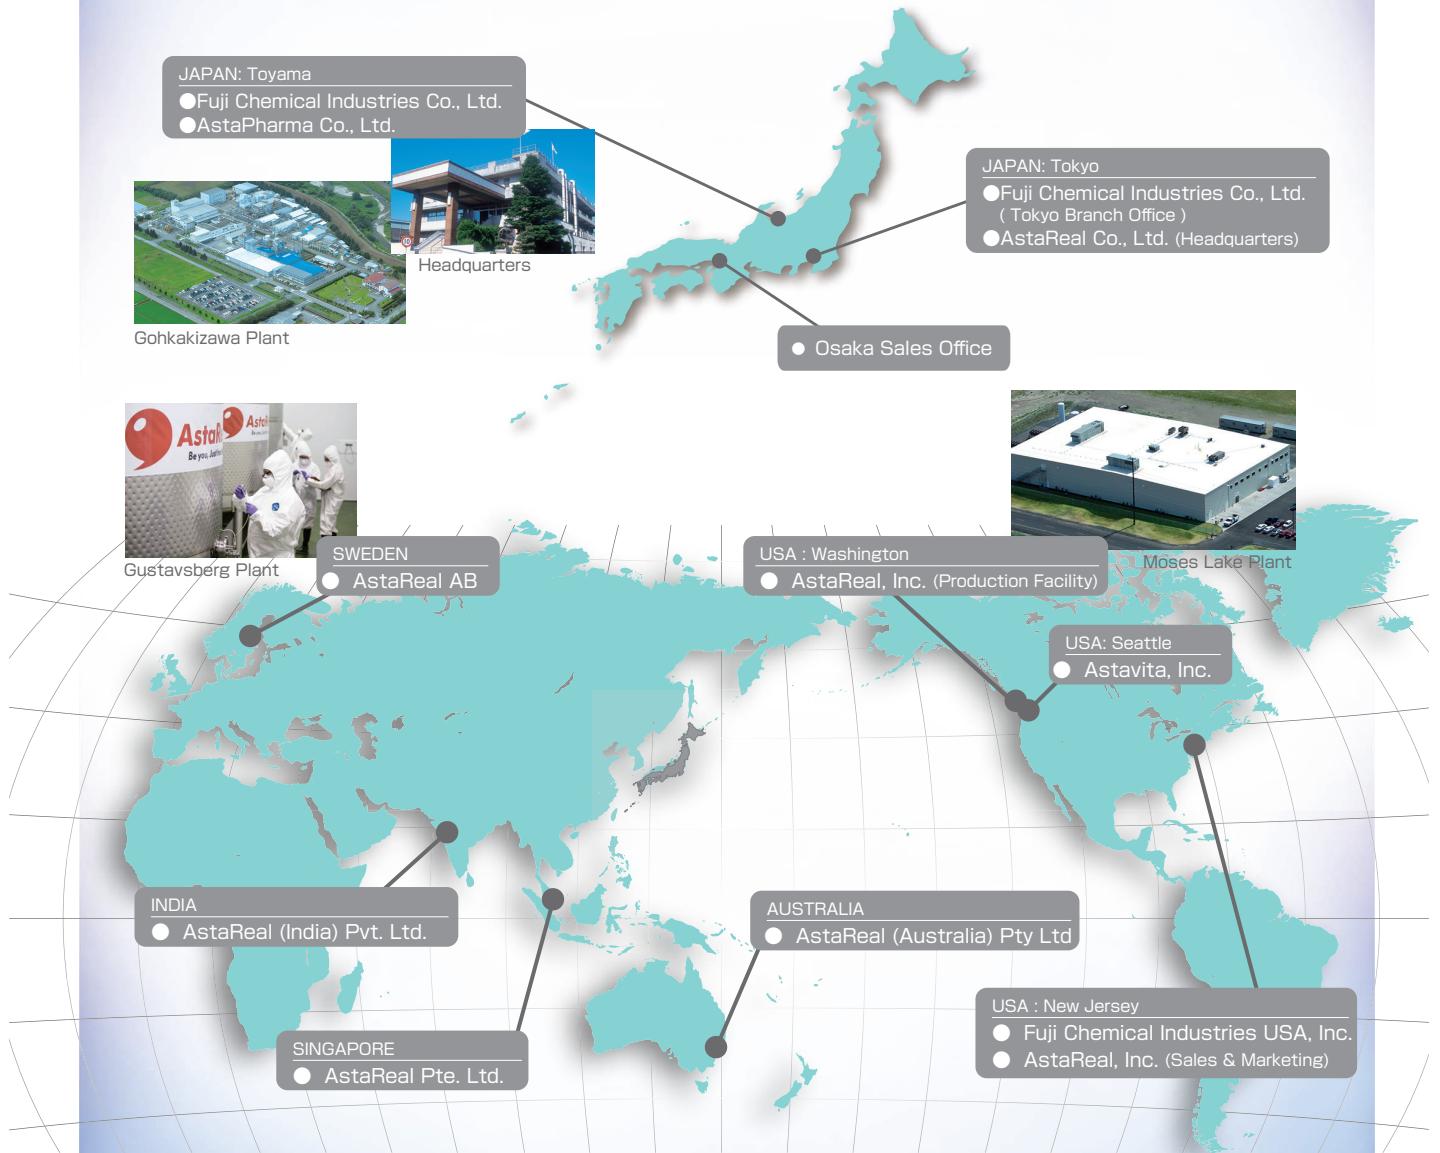 JAPAN: Toyama
●Fuji Chemical Industries Co., Ltd.
●AstaPharma Co., Ltd.
Headquarters
Gohkakizawa Plant
JAPAN: Tokyo
●Fuji Chemical Industries Co., Ltd.
( Tokyo Branch Office )
●AstaReal Co., Ltd. (Headquarters)
● Osaka Sales Office
Gustavsberg Plant
SWEDEN
● AstaReal AB
Moses Lake Plant
USA : Washington
● AstaReal, Inc. (Production Facility)
USA: Seattle
● Astavita, Inc.
INDIA
● AstaReal (India) Pvt. Ltd.
AUSTRALIA
● AstaReal (Australia) Pty Ltd
SINGAPORE
● AstaReal Pte. Ltd.
USA : New Jersey
● Fuji Chemical Industries USA, Inc.
● AstaReal, Inc. (Sales & Marketing)